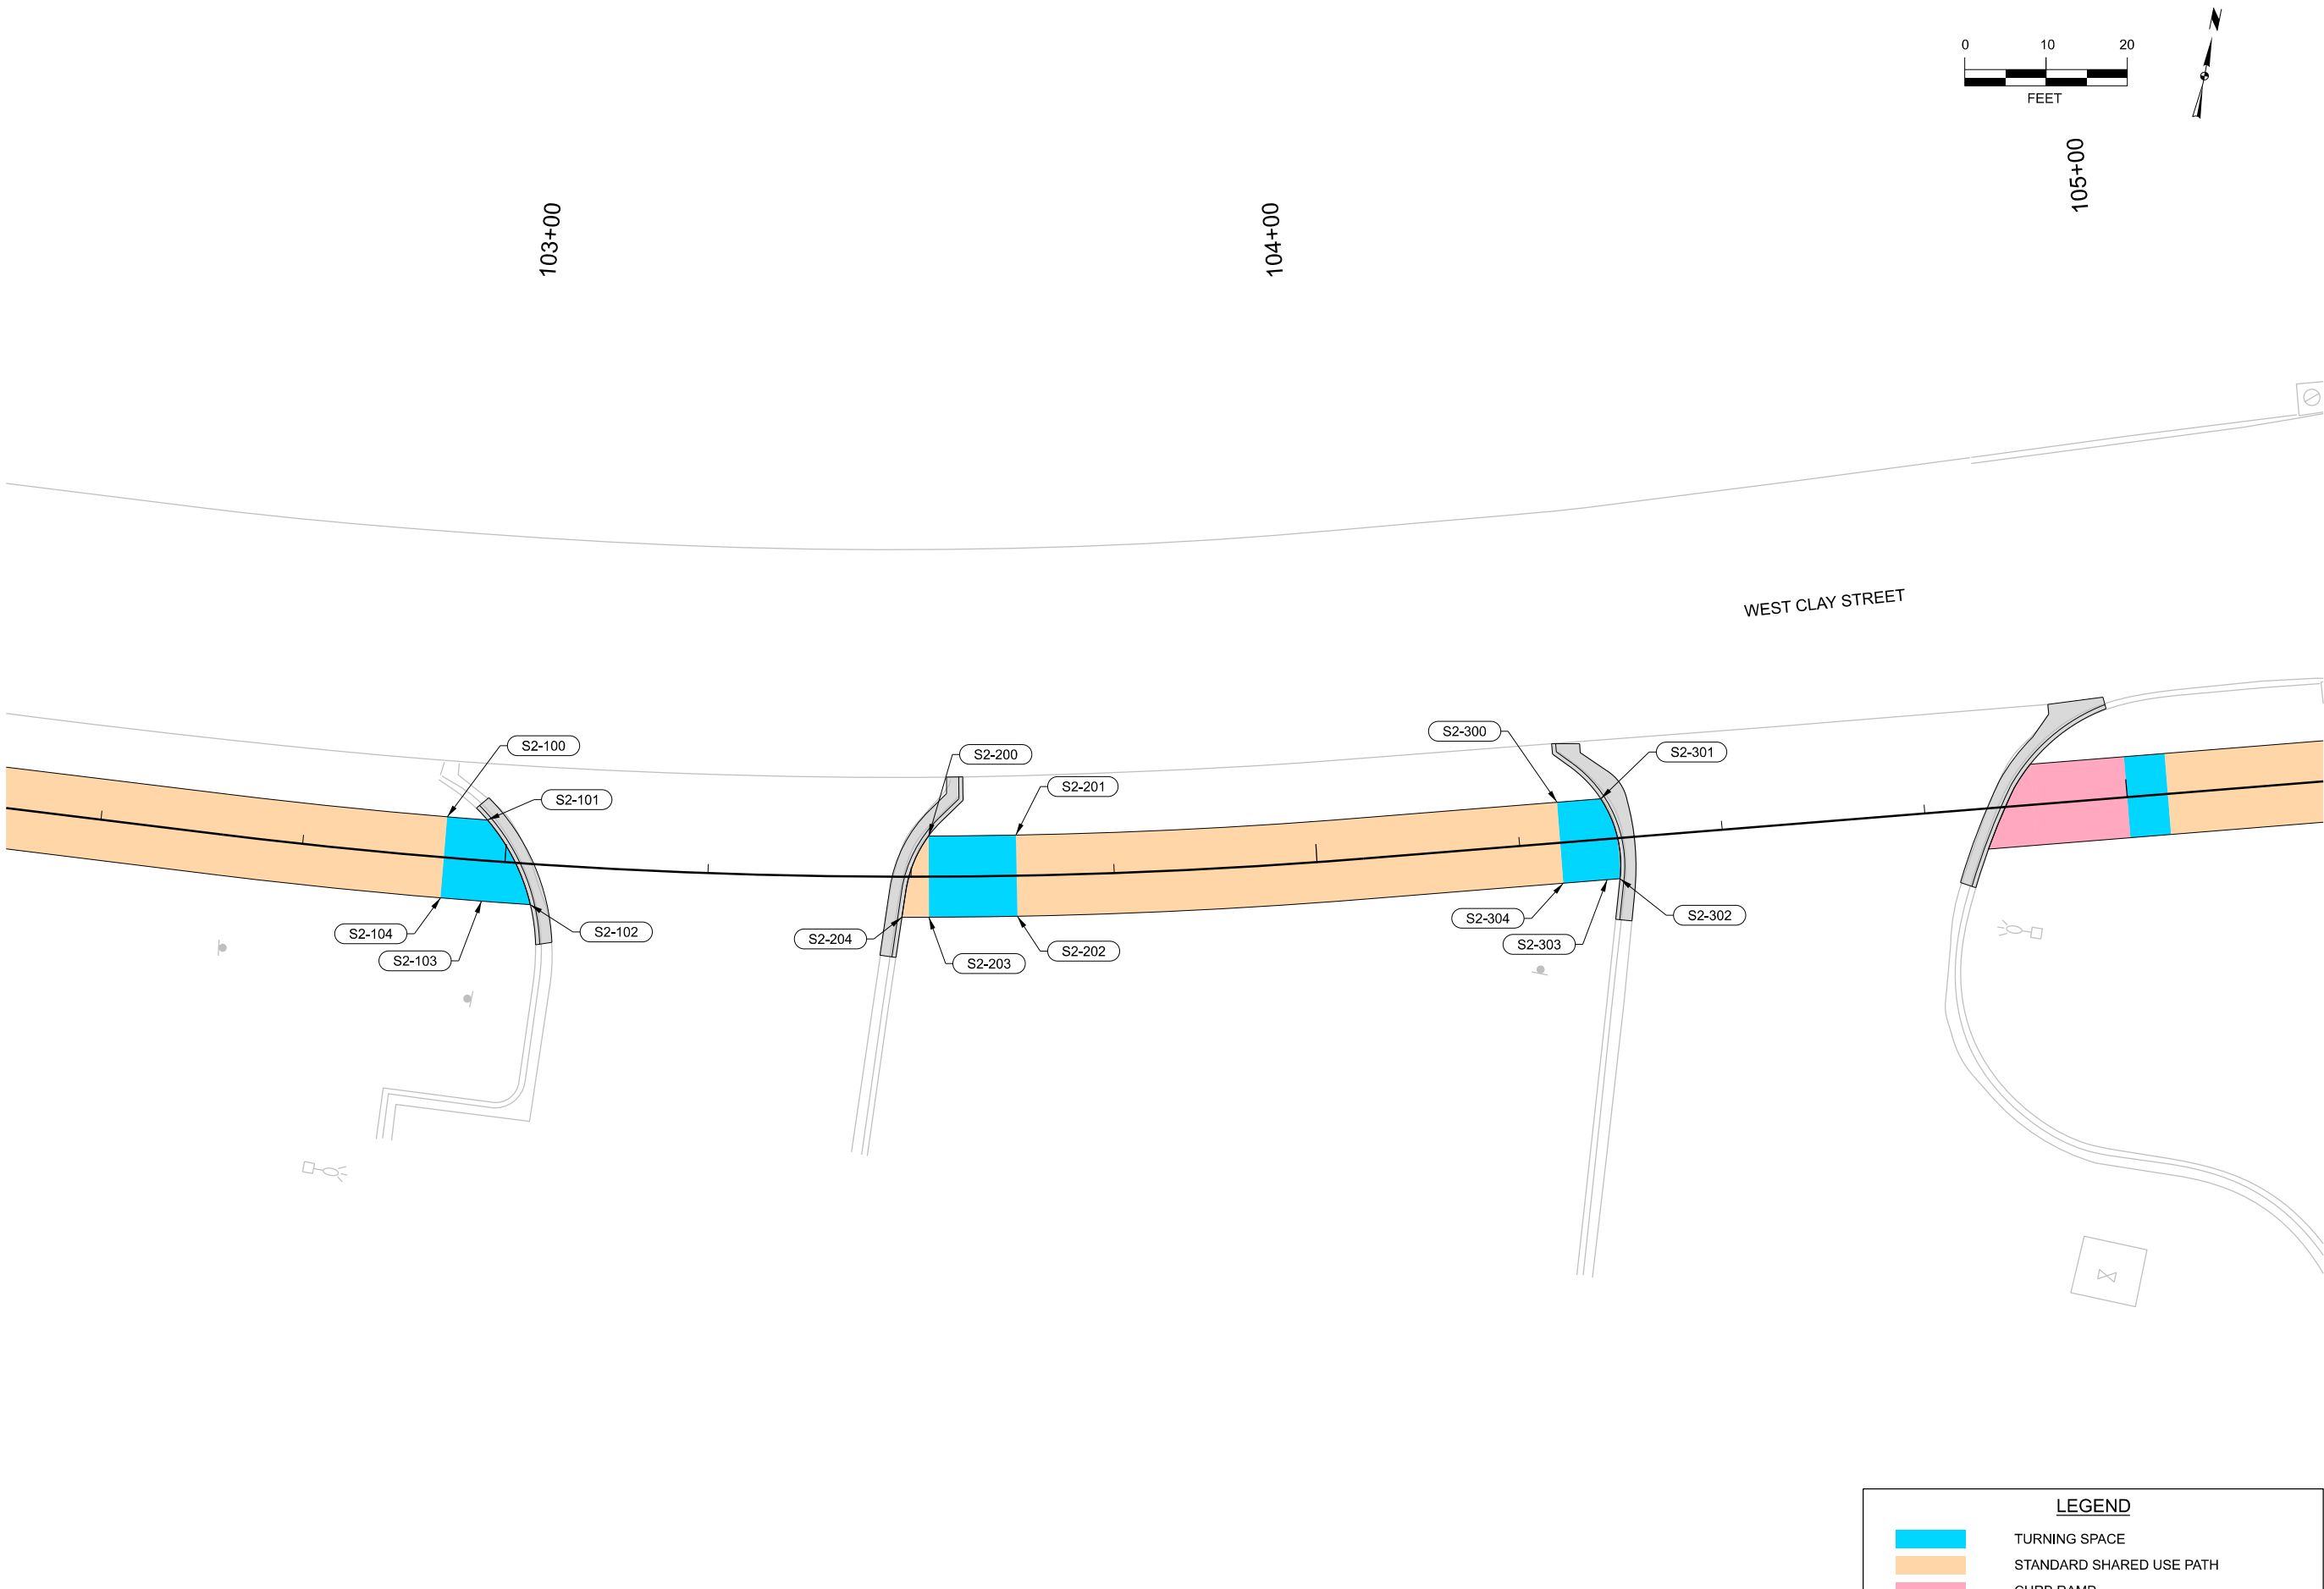 0 10 20
FEET
103+00
104+00
105+00
WEST CLAY STREET
S2-100
S2-101
S2-200
S2-201
S2-300
S2-301
S2-104
S2-103
S2-102
S2-204
S2-203
S2-202
S2-304
S2-303
S2-302
LEGEND
TURNING SPACE
STANDARD SHARED USE PATH
CURB RAMP